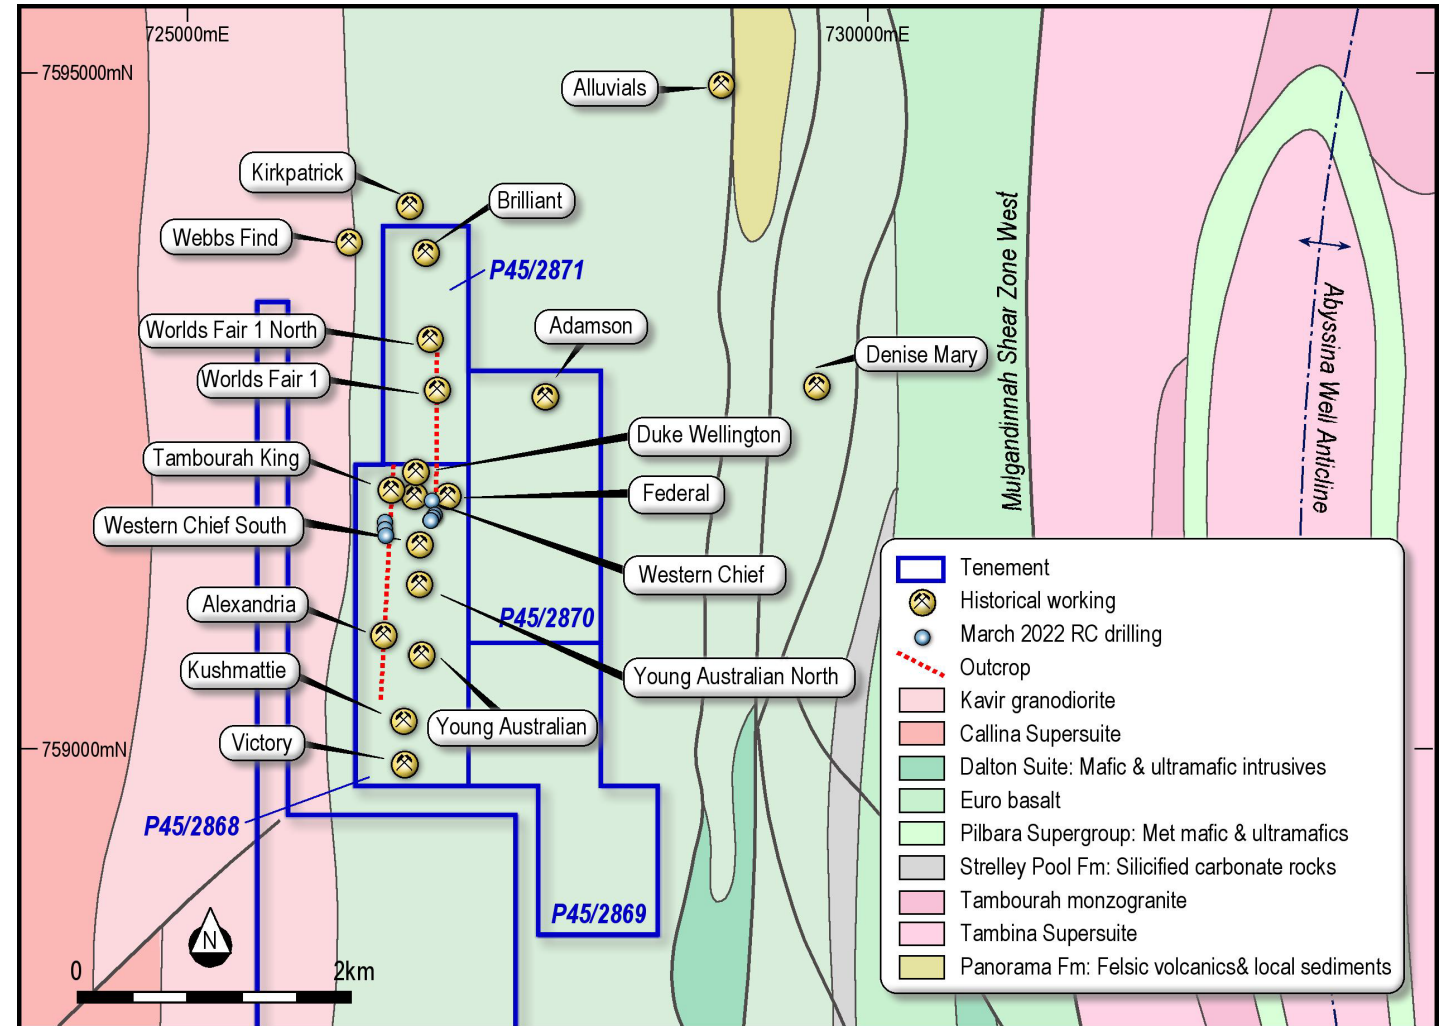 725000mE
730000mE
7595000mN
Alluvials
Kirkpatrick
Brilliant
Webbs Find
P45/2871
Mulgandinnah Shear Zone West
Abyssina Well Anticline
Worlds Fair 1 North
Adamson
Denise Mary
Worlds Fair 1
Duke Wellington
Tambourah King
Federal
Western Chief South
Western Chief
Alexandria
P45/2870
Kushmattie
Young Australian North
Young Australian
Victory
759000mN
P45/2868
P45/2869
N
0
2km
Tenement
Historical working
March 2022 RC drilling
Outcrop
Kavir granodiorite
Callina Supersuite
Dalton Suite: Mafic & ultramafic intrusives
Euro basalt
Pilbara Supergroup: Met mafic & ultramafics
Strelley Pool Fm: Silicified carbonate rocks
Tambourah monzogranite
Tambina Supersuite
Panorama Fm: Felsic volcanics& local sediments